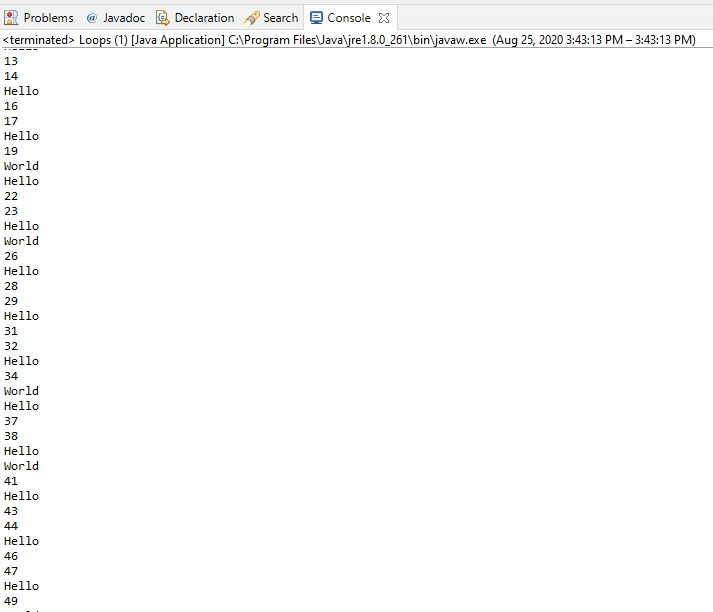 Problems @ Javadoc Declaration Search Console
<terminated> Loops (1) [Java Application] C:\Program Files\Java\jre1.8.0_261\bin\javaw.exe (Aug 25, 2020 3:43:13 PM – 3:43:13 PM)
13
14
Hello
16
17
Hello
19
World
Hello
22
23
Hello
World
26
Hello
28
29
Hello
31
32
Hello
34
World
Hello
37
38
Hello
World
41
Hello
43
44
Hello
46
47
Hello
49